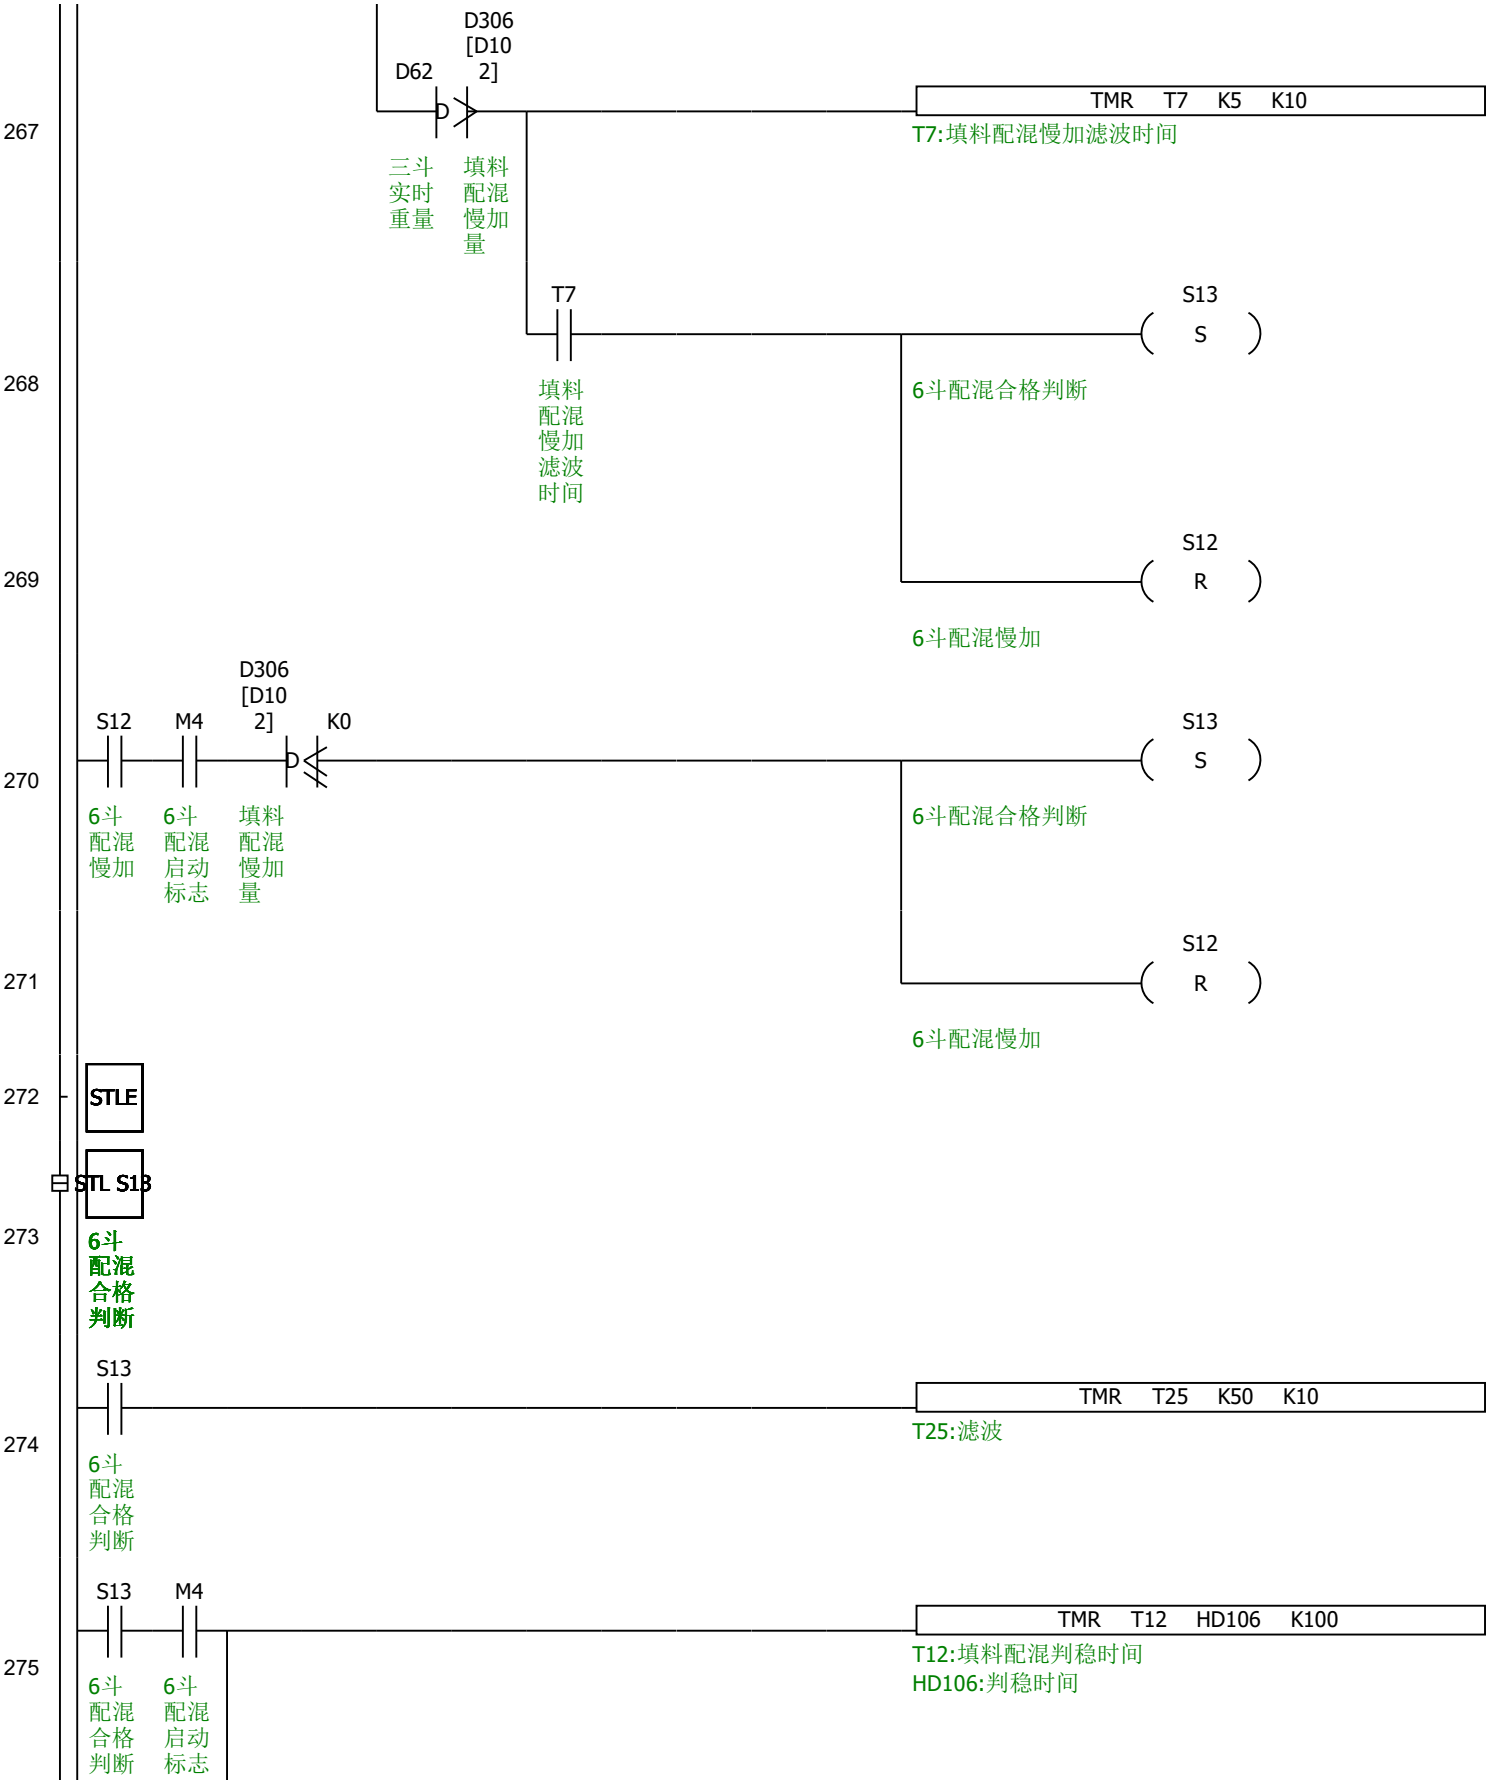 D306
[D10
2]
D62
D
TMR T7 K5 K10
267
T7:填料配混慢加滤波时间
三斗
实时
重量
填料
配混
慢加
量
T7
S13
S
268
填料
配混
慢加
滤波
时间
6斗配混合格判断
S12
R
269
6斗配混慢加
D306
[D10
2]
S12
M4
K0
D
S13
S
270
6斗
配混
慢加
6斗
配混
启动
标志
填料
配混
慢加
量
6斗配混合格判断
S12
R
271
6斗配混慢加
272
STLE
STL S13
273
6斗
配混
合格
判断
S13
TMR T25 K50 K10
274
T25:滤波
6斗
配混
合格
判断
S13
M4
TMR T12 HD106 K100
275
T12:填料配混判稳时间
HD106:判稳时间
6斗
配混
合格
判断
6斗
配混
启动
标志